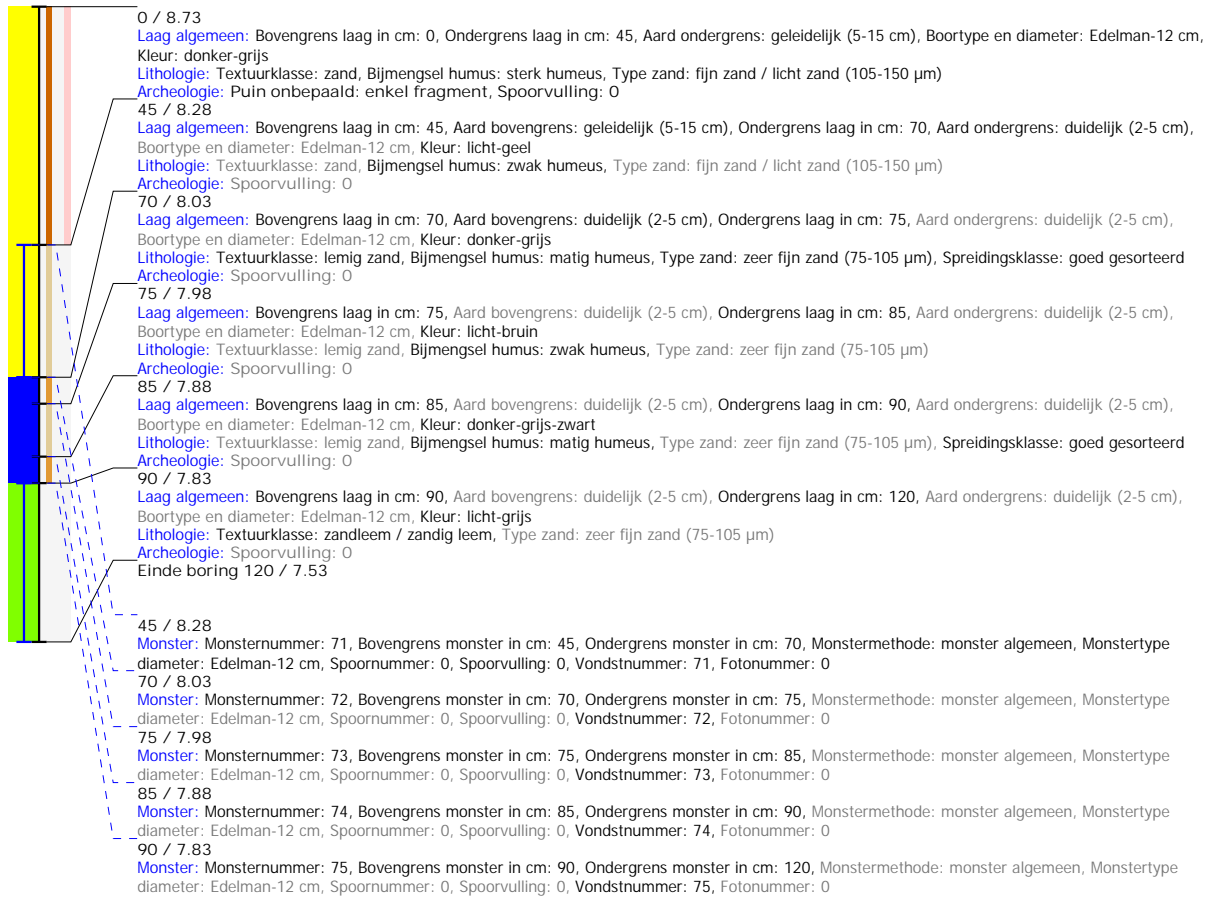 0 / 8.73
Laag algemeen: Bovengrens laag in cm: 0, Ondergrens laag in cm: 45, Aard ondergrens: geleidelijk (5-15 cm), Boortype en diameter: Edelman-12 cm,
Kleur: donker-grijs
Lithologie: Textuurklasse: zand, Bijmengsel humus: sterk humeus, Type zand: fijn zand / licht zand (105-150 µm)
Archeologie: Puin onbepaald: enkel fragment, Spoorvulling: 0
45 / 8.28
Laag algemeen: Bovengrens laag in cm: 45, Aard bovengrens: geleidelijk (5-15 cm), Ondergrens laag in cm: 70, Aard ondergrens: duidelijk (2-5 cm),
Boortype en diameter: Edelman-12 cm, Kleur: licht-geel
Lithologie: Textuurklasse: zand, Bijmengsel humus: zwak humeus, Type zand: fijn zand / licht zand (105-150 µm)
Archeologie: Spoorvulling: 0
70 / 8.03
Laag algemeen: Bovengrens laag in cm: 70, Aard bovengrens: duidelijk (2-5 cm), Ondergrens laag in cm: 75, Aard ondergrens: duidelijk (2-5 cm),
Boortype en diameter: Edelman-12 cm, Kleur: donker-grijs
Lithologie: Textuurklasse: lemig zand, Bijmengsel humus: matig humeus, Type zand: zeer fijn zand (75-105 µm), Spreidingsklasse: goed gesorteerd
Archeologie: Spoorvulling: 0
75 / 7.98
Laag algemeen: Bovengrens laag in cm: 75, Aard bovengrens: duidelijk (2-5 cm), Ondergrens laag in cm: 85, Aard ondergrens: duidelijk (2-5 cm),
Boortype en diameter: Edelman-12 cm, Kleur: licht-bruin
Lithologie: Textuurklasse: lemig zand, Bijmengsel humus: zwak humeus, Type zand: zeer fijn zand (75-105 µm)
Archeologie: Spoorvulling: 0
85 / 7.88
Laag algemeen: Bovengrens laag in cm: 85, Aard bovengrens: duidelijk (2-5 cm), Ondergrens laag in cm: 90, Aard ondergrens: duidelijk (2-5 cm),
Boortype en diameter: Edelman-12 cm, Kleur: donker-grijs-zwart
Lithologie: Textuurklasse: lemig zand, Bijmengsel humus: matig humeus, Type zand: zeer fijn zand (75-105 µm), Spreidingsklasse: goed gesorteerd
Archeologie: Spoorvulling: 0
90 / 7.83
Laag algemeen: Bovengrens laag in cm: 90, Aard bovengrens: duidelijk (2-5 cm), Ondergrens laag in cm: 120, Aard ondergrens: duidelijk (2-5 cm),
Boortype en diameter: Edelman-12 cm, Kleur: licht-grijs
Lithologie: Textuurklasse: zandleem / zandig leem, Type zand: zeer fijn zand (75-105 µm)
Archeologie: Spoorvulling: 0
Einde boring 120 / 7.53
45 / 8.28
Monster: Monsternummer: 71, Bovengrens monster in cm: 45, Ondergrens monster in cm: 70, Monstermethode: monster algemeen, Monstertype
diameter: Edelman-12 cm, Spoornummer: 0, Spoorvulling: 0, Vondstnummer: 71, Fotonummer: 0
70 / 8.03
Monster: Monsternummer: 72, Bovengrens monster in cm: 70, Ondergrens monster in cm: 75, Monstermethode: monster algemeen, Monstertype
diameter: Edelman-12 cm, Spoornummer: 0, Spoorvulling: 0, Vondstnummer: 72, Fotonummer: 0
75 / 7.98
Monster: Monsternummer: 73, Bovengrens monster in cm: 75, Ondergrens monster in cm: 85, Monstermethode: monster algemeen, Monstertype
diameter: Edelman-12 cm, Spoornummer: 0, Spoorvulling: 0, Vondstnummer: 73, Fotonummer: 0
85 / 7.88
Monster: Monsternummer: 74, Bovengrens monster in cm: 85, Ondergrens monster in cm: 90, Monstermethode: monster algemeen, Monstertype
diameter: Edelman-12 cm, Spoornummer: 0, Spoorvulling: 0, Vondstnummer: 74, Fotonummer: 0
90 / 7.83
Monster: Monsternummer: 75, Bovengrens monster in cm: 90, Ondergrens monster in cm: 120, Monstermethode: monster algemeen, Monstertype
diameter: Edelman-12 cm, Spoornummer: 0, Spoorvulling: 0, Vondstnummer: 75, Fotonummer: 0